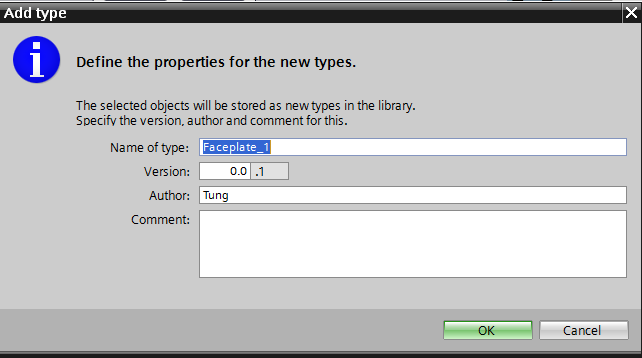 Add type
Define the properties for the new types.
The selected objects will be stored as new types in the library.
Specify the version, author and comment for this.
Name of type: Faceplate_1
Version: 0.0 .1
Author: Tung
Comment:
OK Cancel